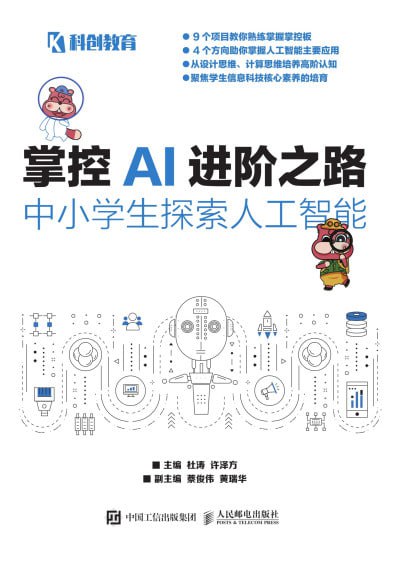 科创教育
●9个项目教你熟练掌握掌控板
●4个方向助你掌握人工智能主要应用
●从设计思维、计算思维培养高阶认知
●聚焦学生信息科技核心素养的培育
掌控 AI 进阶之路
中小学生探索人工智能
■ 主编 杜涛 许泽方
■ 副主编 蔡俊伟 黄瑞华
中国工信出版集团
人民邮电出版社
POSTS & TELECOM PRESS